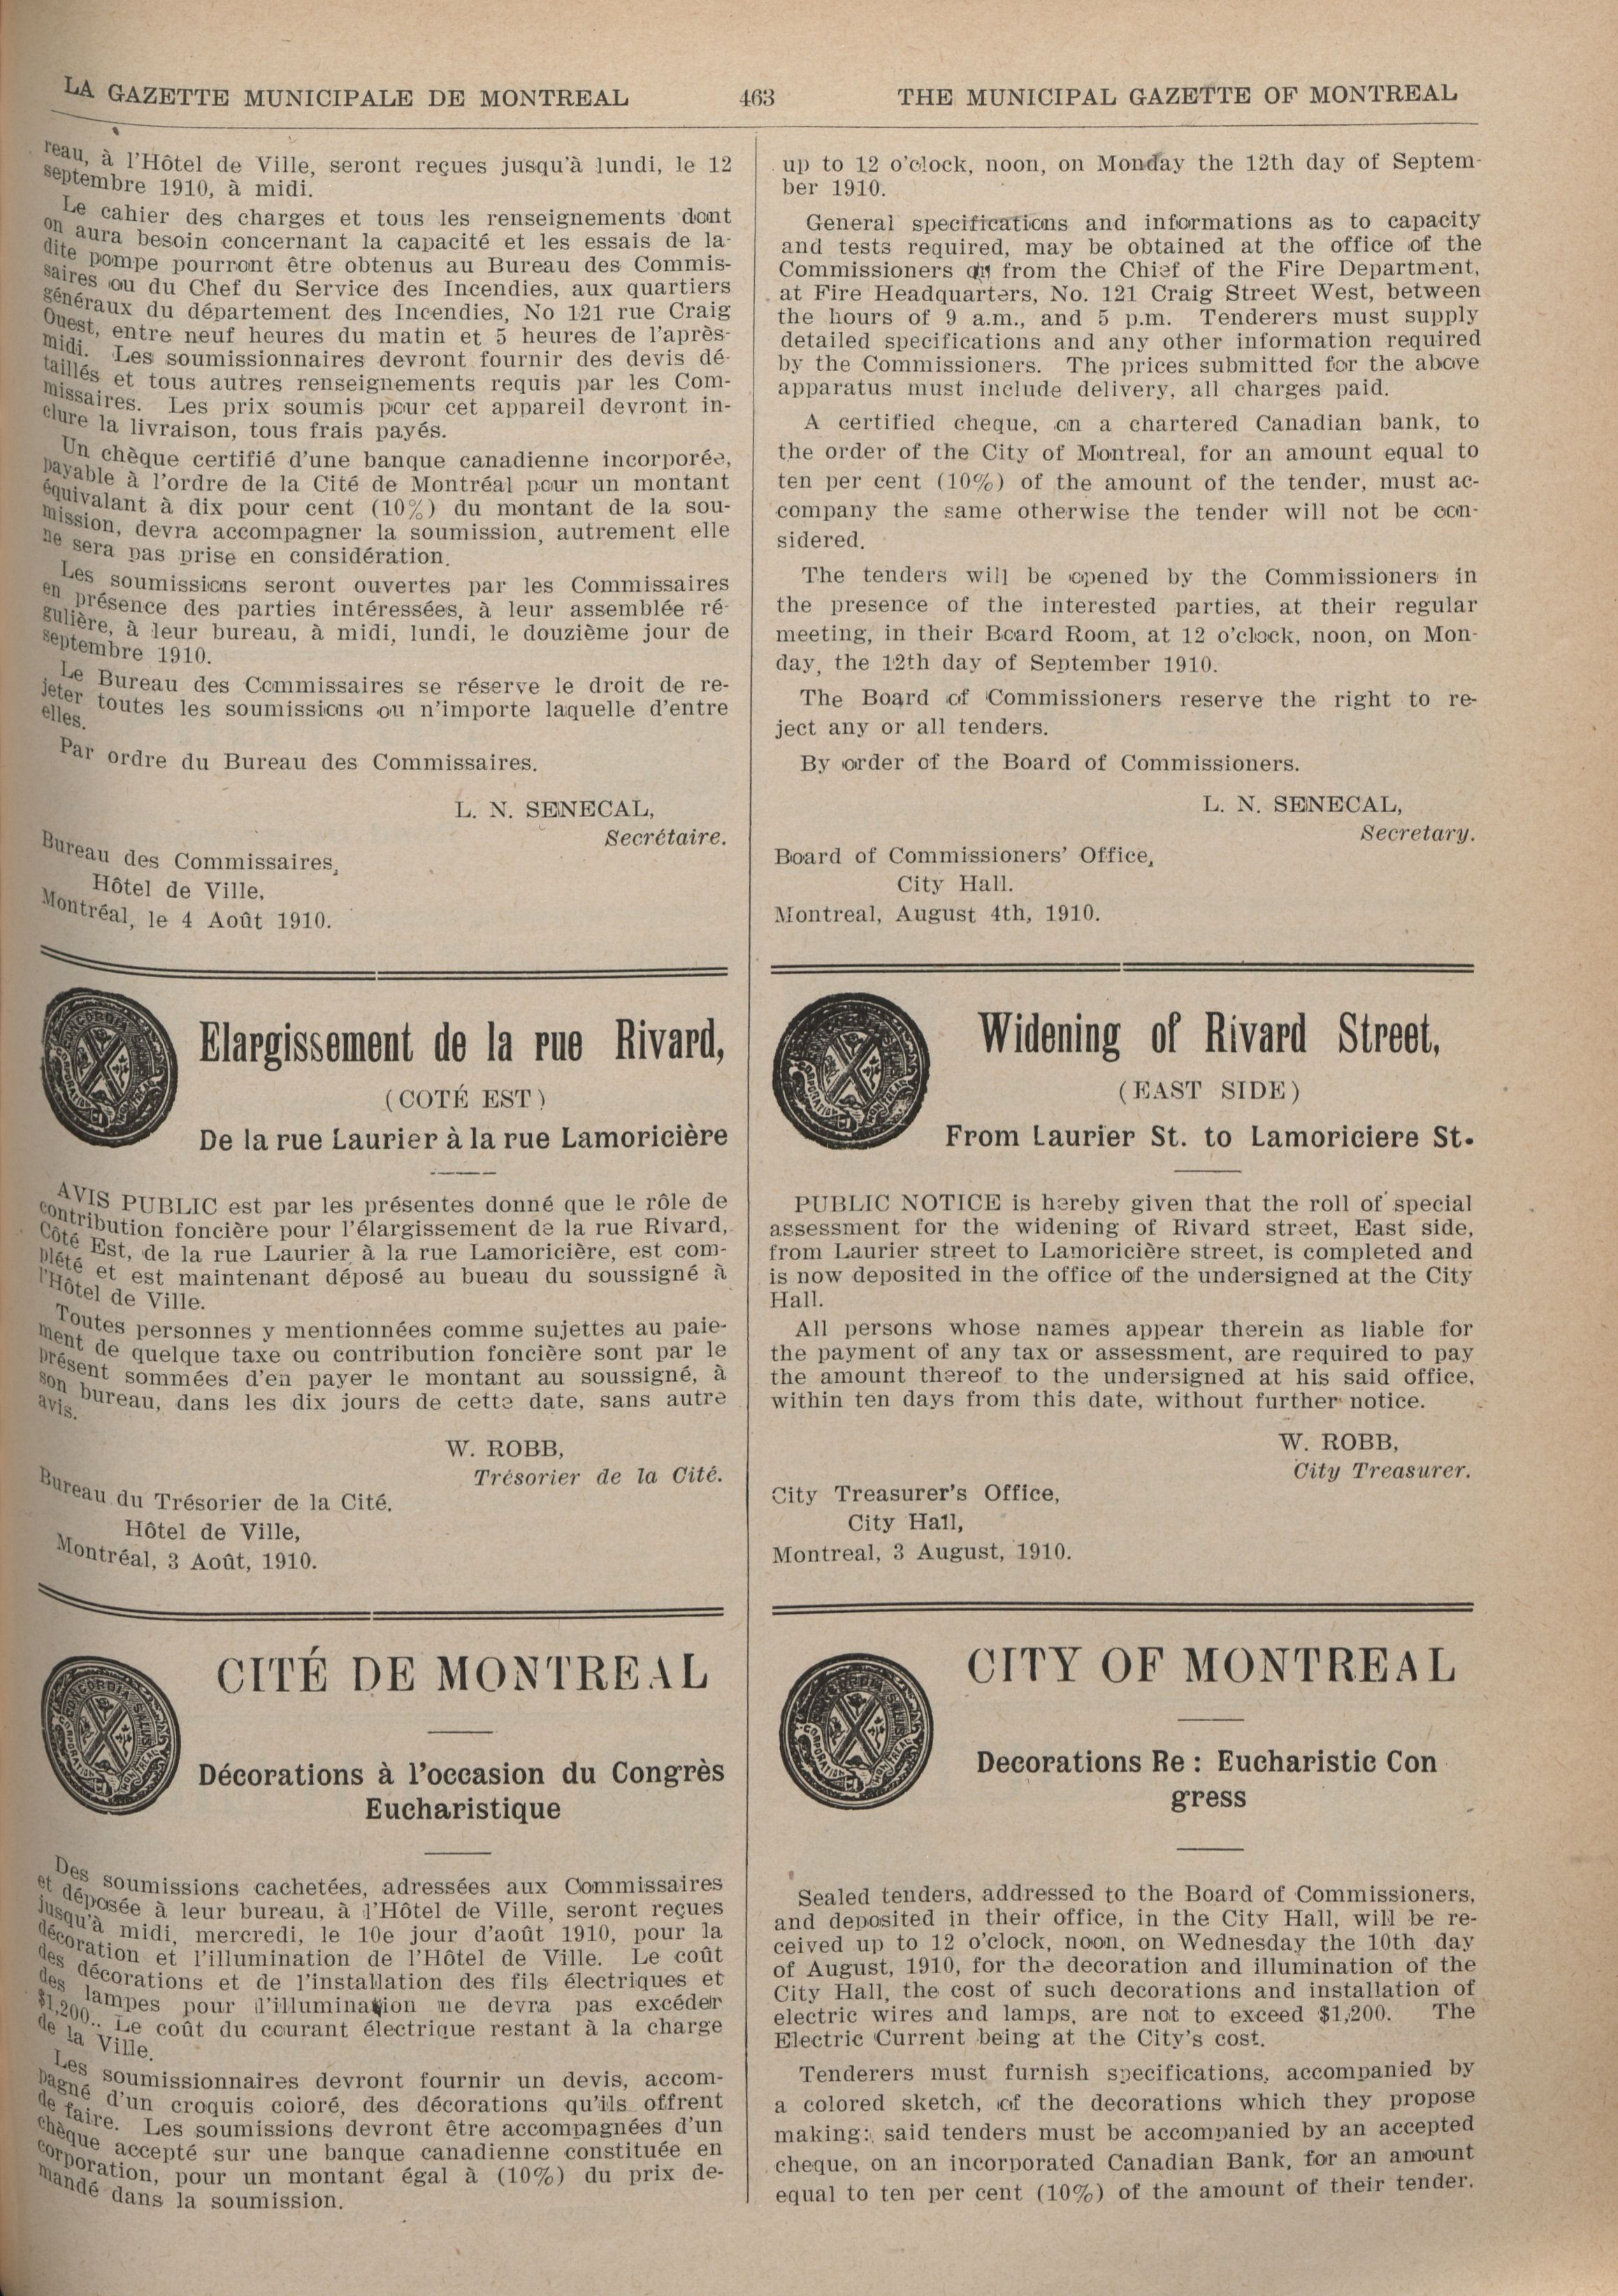 LA GAZETTE MUNICIPALE DE MONTREAL 463 THE MUNICIPAL GAZETTE OF MONTREAL
reau, à l'Hôtel de Ville, seront reçues jusqu'à lundi, le 12
septembre 1910, à midi.
Le cahier des charges et tous les renseignements dont
on aura besoin concernant la capacité et les essais de la-
dite pompe pourront être obtenus au Bureau des Commis-
saires ou du Chef du Service des Incendies, aux quartiers
généraux du département des Incendies, No 121 rue Craig
Ouest, entre neuf heures du matin et 5 heures de l'après-
midi. Les soumissionnaires devront fournir des devis dé-
taillés et tous autres renseignements requis par les Com-
missaires. Les prix soumis pour cet appareil devront in-
clure la livraison, tous frais payés.
Un chèque certifié d'une banque canadienne incorporée,
payable à l'ordre de la Cité de Montréal pour un montant
équivalant à dix pour cent (10%) du montant de la sou-
mission, devra accompagner la soumission, autrement elle
ne sera pas prise en considération.
Les soumissions seront ouvertes par les Commissaires
en présence des parties intéressées, à leur assemblée ré-
gulière, à leur bureau, à midi, lundi, le douzième jour de
septembre 1910.
Le Bureau des Commissaires se réserve le droit de re-
jeter toutes les soumissions ou n'importe laquelle d'entre
elles.
Par ordre du Bureau des Commissaires.
L. N. SENECAL,
Secrétaire.
Bureau des Commissaires,
Hôtel de Ville,
Montréal, le 4 Août 1910.
Elargissement de la rue Rivard,
(COTÉ EST)
De la rue Laurier à la rue Lamoricière
AVIS PUBLIC est par les présentes donné que le rôle de
contribution foncière pour l'élargissement de la rue Rivard,
Côté Est, de la rue Laurier à la rue Lamoricière, est com-
plété et est maintenant déposé au bueau du soussigné à
l'Hôtel de Ville.
Toutes personnes y mentionnées comme sujettes au paie-
ment de quelque taxe ou contribution foncière sont par le
présent sommées d'en payer le montant au soussigné, à
son bureau, dans les dix jours de cette date, sans autre
avis.
W. ROBB,
Trésorier de la Cité.
Bureau du Trésorier de la Cité.
Hôtel de Ville,
Montréal, 3 Août, 1910.
CITÉ DE MONTREAL
Décorations à l'occasion du Congrès
Eucharistique
Des soumissions cachetées, adressées aux Commissaires
et déposée à leur bureau, à l'Hôtel de Ville, seront reçues
jusqu'à midi, mercredi, le 10e jour d'août 1910, pour la
décoration et l'illumination de l'Hôtel de Ville. Le coût
des décorations et de l'installation des fils électriques et
des lampes pour l'illumination ne devra pas excéder
$1,200.. Le coût du courant électrique restant à la charge
de la Ville.
Les soumissionnaires devront fournir un devis, accom-
pagné d'un croquis coloré, des décorations qu'ils offrent
de faire. Les soumissions devront être accompagnées d'un
chèque accepté sur une banque canadienne constituée en
corporation, pour un montant égal à (10%) du prix de-
mandé dans la soumission.
up to 12 o'clock, noon, on Monday the 12th day of Septem-
ber 1910.
General specifications and informations as to capacity
and tests required, may be obtained at the office of the
Commissioners or from the Chief of the Fire Department,
at Fire Headquarters, No. 121 Craig Street West, between
the hours of 9 a.m., and 5 p.m. Tenderers must supply
detailed specifications and any other information required
by the Commissioners. The prices submitted for the above
apparatus must include delivery, all charges paid.
A certified cheque, on a chartered Canadian bank, to
the order of the City of Montreal, for an amount equal to
ten per cent (10%) of the amount of the tender, must ac-
company the same otherwise the tender will not be con-
sidered.
The tenders will be opened by the Commissioners in
the presence of the interested parties, at their regular
meeting, in their Board Room, at 12 o'clock, noon, on Mon-
day, the 12th day of September 1910.
The Board of Commissioners reserve the right to re-
ject any or all tenders.
By order of the Board of Commissioners.
L. N. SENECAL,
Secretary.
Board of Commissioners' Office,
City Hall.
Montreal, August 4th, 1910.
Widening of Rivard Street,
(EAST SIDE)
From Laurier St. to Lamoriciere St.
PUBLIC NOTICE is hereby given that the roll of special
assessment for the widening of Rivard street, East side,
from Laurier street to Lamoricière street, is completed and
is now deposited in the office of the undersigned at the City
Hall.
All persons whose names appear therein as liable for
the payment of any tax or assessment, are required to pay
the amount thereof to the undersigned at his said office,
within ten days from this date, without further notice.
W. ROBB,
City Treasurer.
City Treasurer's Office,
City Hall,
Montreal, 3 August, 1910.
CITY OF MONTREAL
Decorations Re : Eucharistic Con
gress
Sealed tenders, addressed to the Board of Commissioners,
and deposited in their office, in the City Hall, will be re-
ceived up to 12 o'clock, noon, on Wednesday the 10th day
of August, 1910, for the decoration and illumination of the
City Hall, the cost of such decorations and installation of
electric wires and lamps, are not to exceed $1,200. The
Electric Current being at the City's cost.
Tenderers must furnish specifications, accompanied by
a colored sketch, of the decorations which they propose
making: said tenders must be accompanied by an accepted
cheque, on an incorporated Canadian Bank, for an amount
equal to ten per cent (10%) of the amount of their tender.